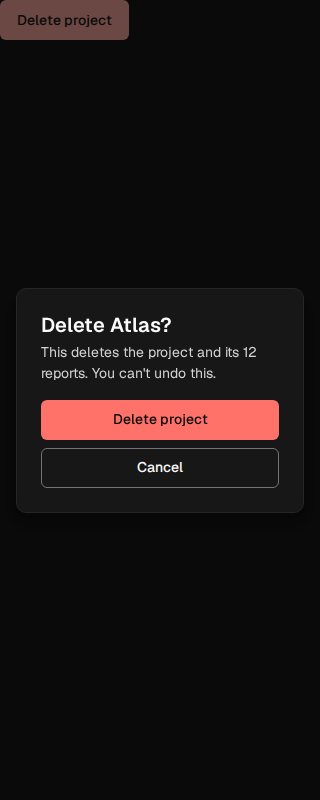 Delete project
Delete Atlas?
This deletes the project and its 12
reports. You can't undo this.
Delete project
Cancel